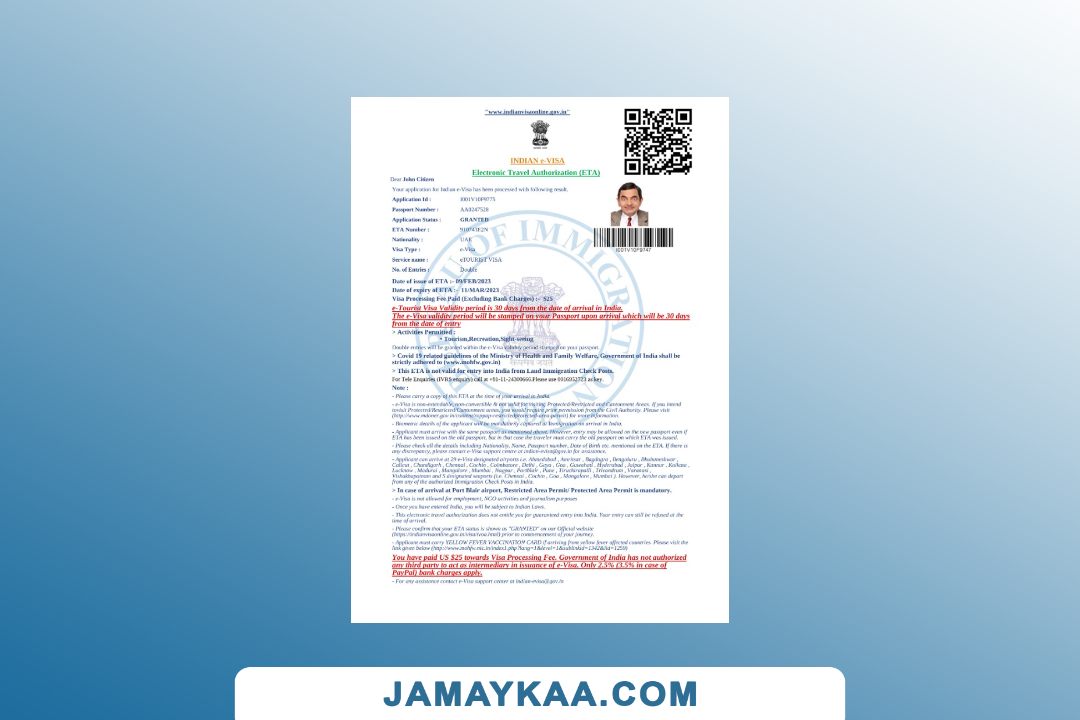 "www.indianvisaonline.gov.in"
INDIAN e-VISA
Electronic Travel Authorization (ETA)
Dear John Citizen
Your application for Indian e-Visa has been processed with following result.
Application Id : I001V10F9775
Passport Number : AA0247528
Application Status : GRANTED
ETA Number : 910743E2N
Nationality : UAE
Visa Type : e-Visa
Service name : eTOURIST VISA
No. of Entries : Double
I001V10F9747
BUREAU OF IMMIGRATION
Date of issue of ETA :- 09/FEB/2023
Date of expiry of ETA :- 11/MAR/2023
Visa Processing Fee Paid (Excluding Bank Charges) :- $25
e-Tourist Visa Validity period is 30 days from the date of arrival in India.
The e-Visa validity period will be stamped on your Passport upon arrival which will be 30 days
from the date of entry
> Activities Permitted :
• Tourism,Recreation,Sight-seeing
Double entries will be granted within the e-Visa validity period stamped on your passport.
> Covid 19 related guidelines of the Ministry of Health and Family Welfare, Government of India shall be
strictly adhered to (www.mohfw.gov.in)
> This ETA is not valid for entry into India from Land Immigration Check Posts.
For Tele Enquiries (IVRS enquiry) call at +91-11-24300666.Please use 0916932723 as key.
Note :
- Please carry a copy of this ETA at the time of your arrival in India.
- e-Visa is non-extendable, non-convertible & not valid for visiting Protected/Restricted and Cantonment Areas. If you intend
to visit Protected/Restricted/Cantonment areas, you would require prior permission from the Civil Authority. Please visit
for more information.
- Biometric details of the applicant will be mandatorily captured at Immigration on arrival in India.
- Applicant must arrive with the same passport as mentioned above. However, entry may be allowed on the new passport even if
ETA has been issued on the old passport, but in that case the traveler must carry the old passport on which ETA was issued.
- Please check all the details including Nationality, Name, Passport number, Date of Birth etc. mentioned on the ETA. If there is
any discrepancy, please contact e-Visa support centre at indian-evisa@gov.in for assistance.
- Applicant can arrive at 29 e-Visa designated airports i.e. Ahmedabad , Amritsar , Bagdogra , Bengaluru , Bhubaneshwar ,
Calicut , Chandigarh , Chennai , Cochin , Coimbatore , Delhi , Gaya , Goa , Guwahati , Hyderabad , Jaipur , Kannur , Kolkata ,
Lucknow , Madurai , Mangalore , Mumbai , Nagpur , PortBlair , Pune , Tiruchirapalli , Trivandrum , Varanasi ,
Vishakhapatnam and 5 designated seaports (i.e. Chennai , Cochin , Goa , Mangalore , Mumbai ). However, he/she can depart
from any of the authorized Immigration Check Posts in India.
> In case of arrival at Port Blair airport, Restricted Area Permit/ Protected Area Permit is mandatory.
- e-Visa is not allowed for employment, NGO activities and journalism purposes
- Once you have entered India, you will be subject to Indian Laws.
- This electronic travel authorization does not entitle you for guaranteed entry into India. Your entry can still be refused at the
time of arrival.
- Please confirm that your ETA status is shown as "GRANTED" on our Official website
(https://indianvisaonline.gov.in/evisa/tvoa.html) prior to commencement of your journey.
- Applicant must carry YELLOW FEVER VACCINATION CARD if arriving from yellow fever affected countries. Please visit the
link given below (http://www.mohfw.nic.in/index1.php?lang=1&level=1&sublinkid=1342&lid=1259)
You have paid US $25 towards Visa Processing Fee. Government of India has not authorized
any third party to act as intermediary in issuance of e-Visa. Only 2.5% (3.5% in case of
PayPal) bank charges apply.
- For any assistance contact e-Visa support center at indian-evisa@gov.in
JAMAYKAA.COM